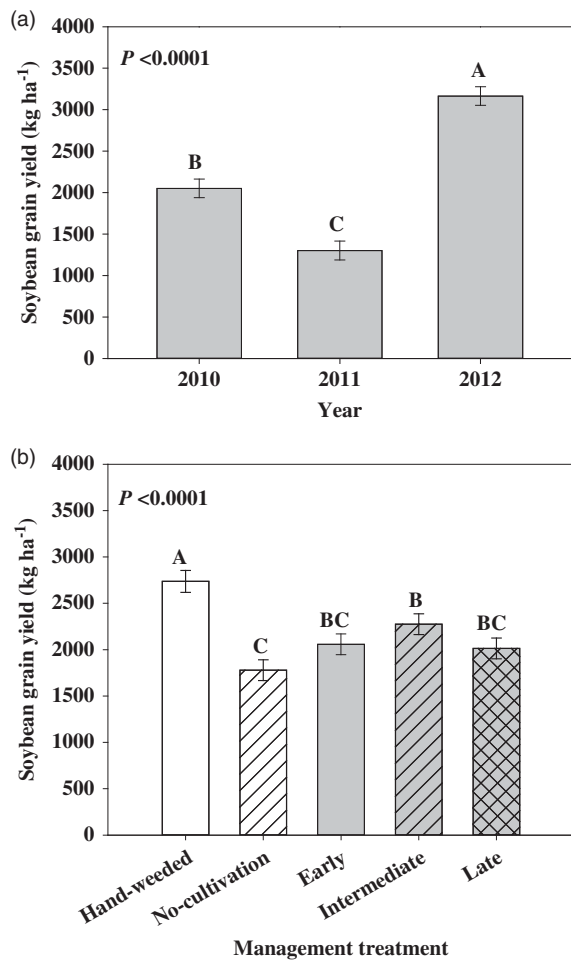 (a)
4000
3500
3000
2500
2000
1500
1000
500
0
Soybean grain yield (kg ha-1)
P <0.0001
B
C
A
2010 2011 2012
Year
(b)
4000
3500
3000
2500
2000
1500
1000
500
0
Soybean grain yield (kg ha-1)
P <0.0001
A
C
BC
B
BC
Hand-weeded
No-cultivation
Early
Intermediate
Late
Management treatment